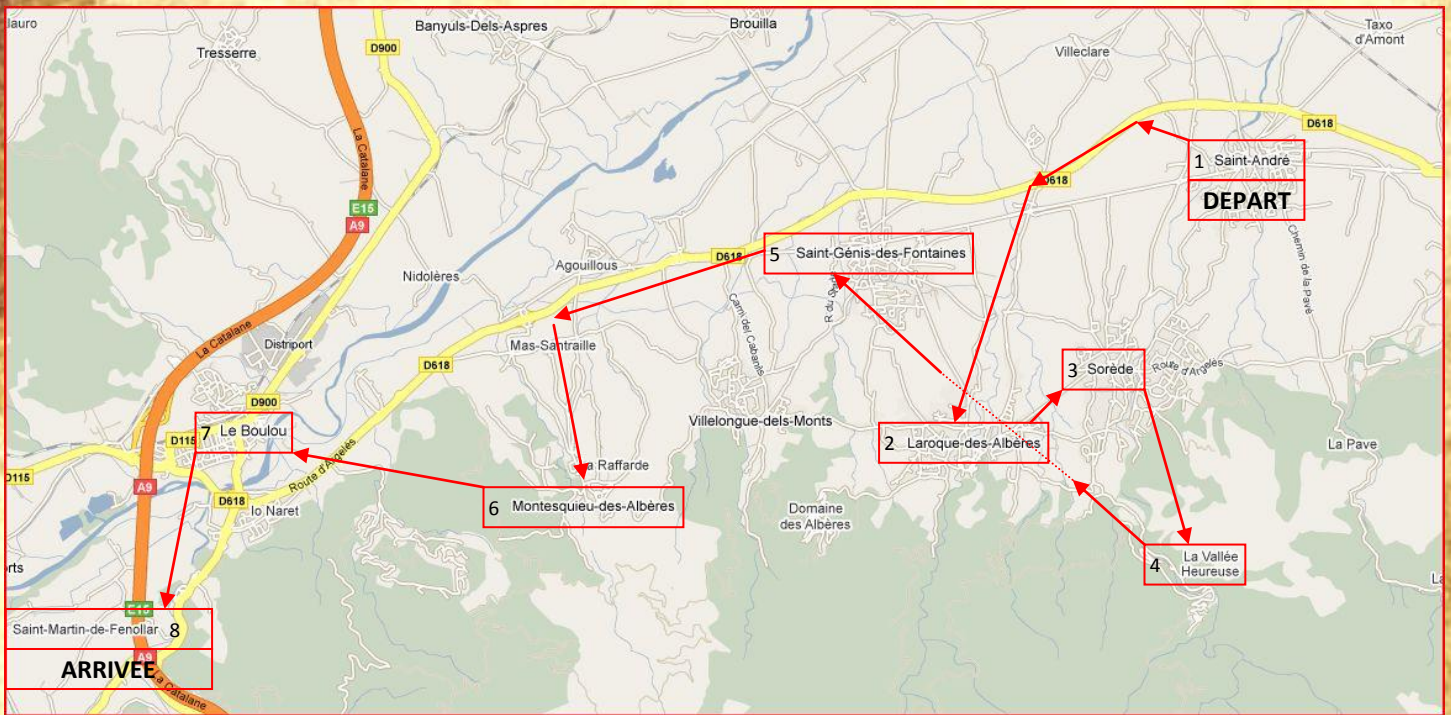 lauro
Tresserre
Banyuls-Dels-Aspres
Brouilla
Villeclare
Taxo
d'Amont
D900
La Catalane
D618
D618
1 Saint-André
DEPART
E15
A9
Chemin de la Pavé
5 Saint-Génis-des-Fontaines
D618
Agouillous
Nidolères
Cami del Cabanès
La Catalane
Distriport
Mas-Santraille
D618
3 Sorède
Route d'Argelès
D900
7 Le Boulou
D115
Villelongue-dels-Monts
2 Laroque-des-Albères
La Pave
D115
A9
Route d'Argelès
a Raffarde
D618
lo Naret
6 Montesquieu-des-Albères
Domaine
des Albères
4 La Vallée
Heureuse
orts
E15
Saint-Martin-de-Fenollar 8
ARRIVEE
A9
La Catalane